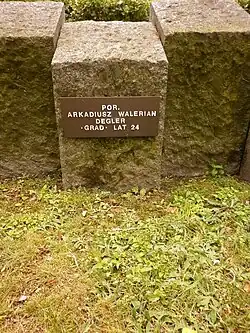 POR.
ARKADIUSZ WALERIAN
DEGLER
·GRAD· LAT 24